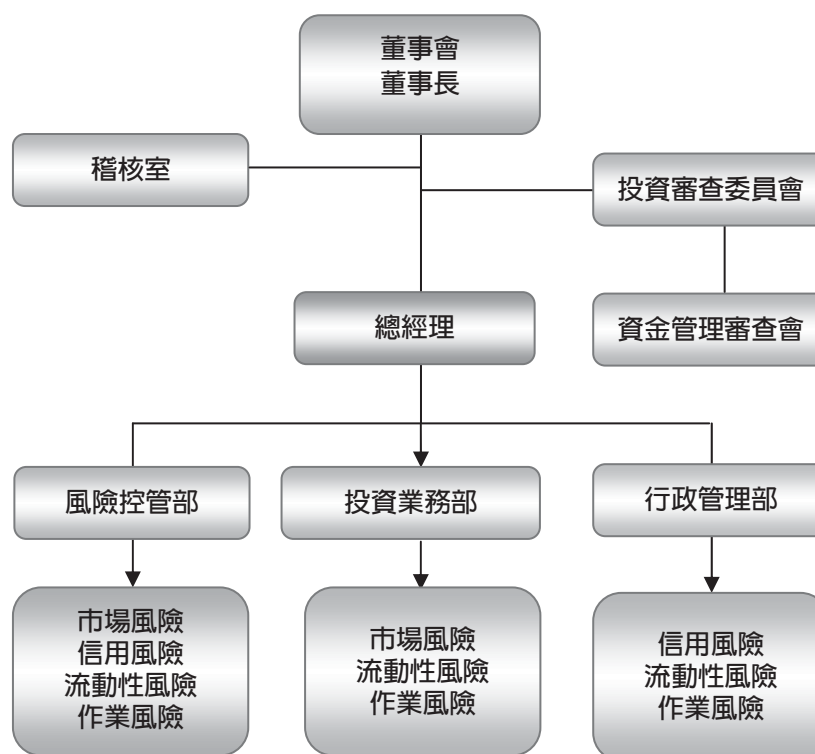 董事會
董事長
稽核室
投資審查委員會
總經理
資金管理審查會
風險控管部
投資業務部
行政管理部
市場風險
信用風險
流動性風險
作業風險
市場風險
流動性風險
作業風險
信用風險
流動性風險
作業風險